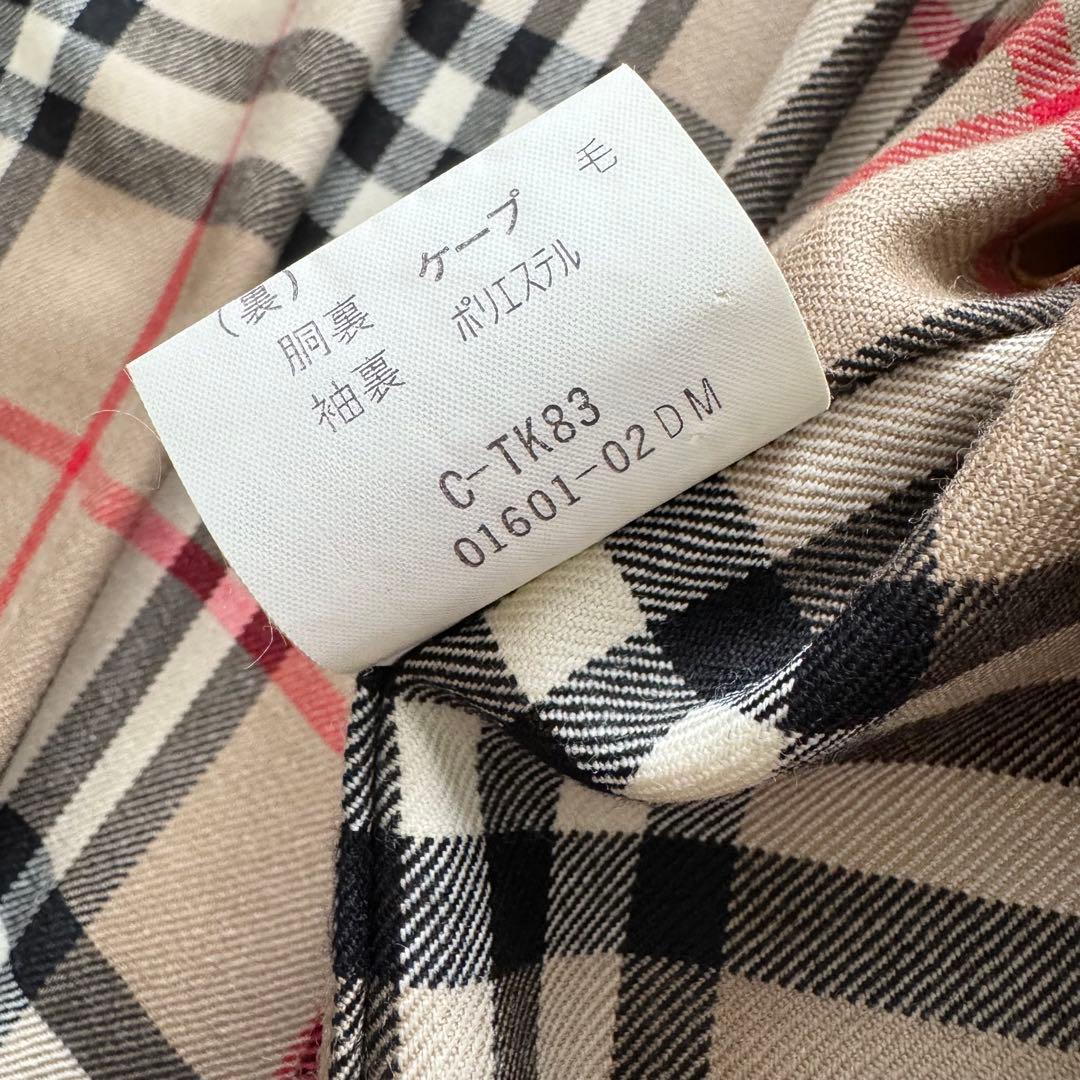 (裏)
胴裏 ケープ 毛
袖裏 ポリエステル
C-TK83
01601-02DM